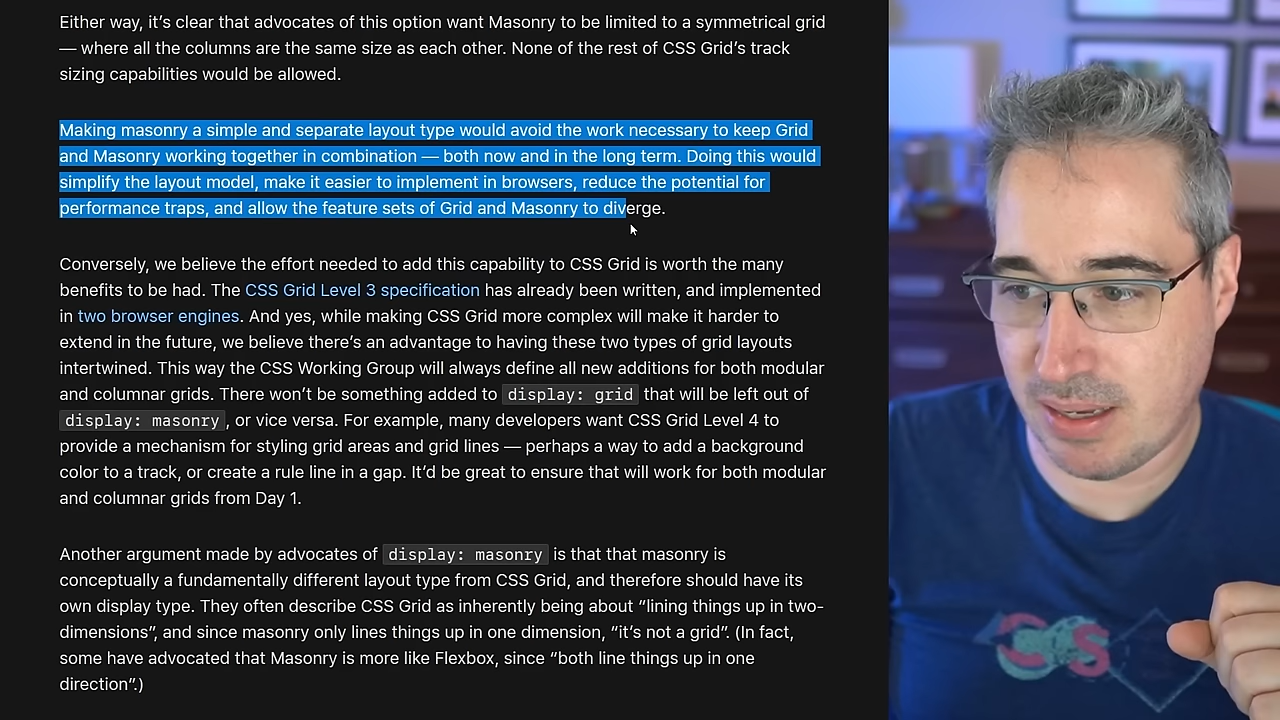 Either way, it’s clear that advocates of this option want Masonry to be limited to a symmetrical grid
— where all the columns are the same size as each other. None of the rest of CSS Grid’s track
sizing capabilities would be allowed.
Making masonry a simple and separate layout type would avoid the work necessary to keep Grid
and Masonry working together in combination — both now and in the long term. Doing this would
simplify the layout model, make it easier to implement in browsers, reduce the potential for
performance traps, and allow the feature sets of Grid and Masonry to diverge.
Conversely, we believe the effort needed to add this capability to CSS Grid is worth the many
benefits to be had. The CSS Grid Level 3 specification has already been written, and implemented
in two browser engines. And yes, while making CSS Grid more complex will make it harder to
extend in the future, we believe there’s an advantage to having these two types of grid layouts
intertwined. This way the CSS Working Group will always define all new additions for both modular
and columnar grids. There won’t be something added to display: grid that will be left out of
display: masonry, or vice versa. For example, many developers want CSS Grid Level 4 to
provide a mechanism for styling grid areas and grid lines — perhaps a way to add a background
color to a track, or create a rule line in a gap. It’d be great to ensure that will work for both modular
and columnar grids from Day 1.
Another argument made by advocates of display: masonry is that that masonry is
conceptually a fundamentally different layout type from CSS Grid, and therefore should have its
own display type. They often describe CSS Grid as inherently being about “lining things up in two-
dimensions”, and since masonry only lines things up in one dimension, “it’s not a grid”. (In fact,
some have advocated that Masonry is more like Flexbox, since “both line things up in one
direction”.)